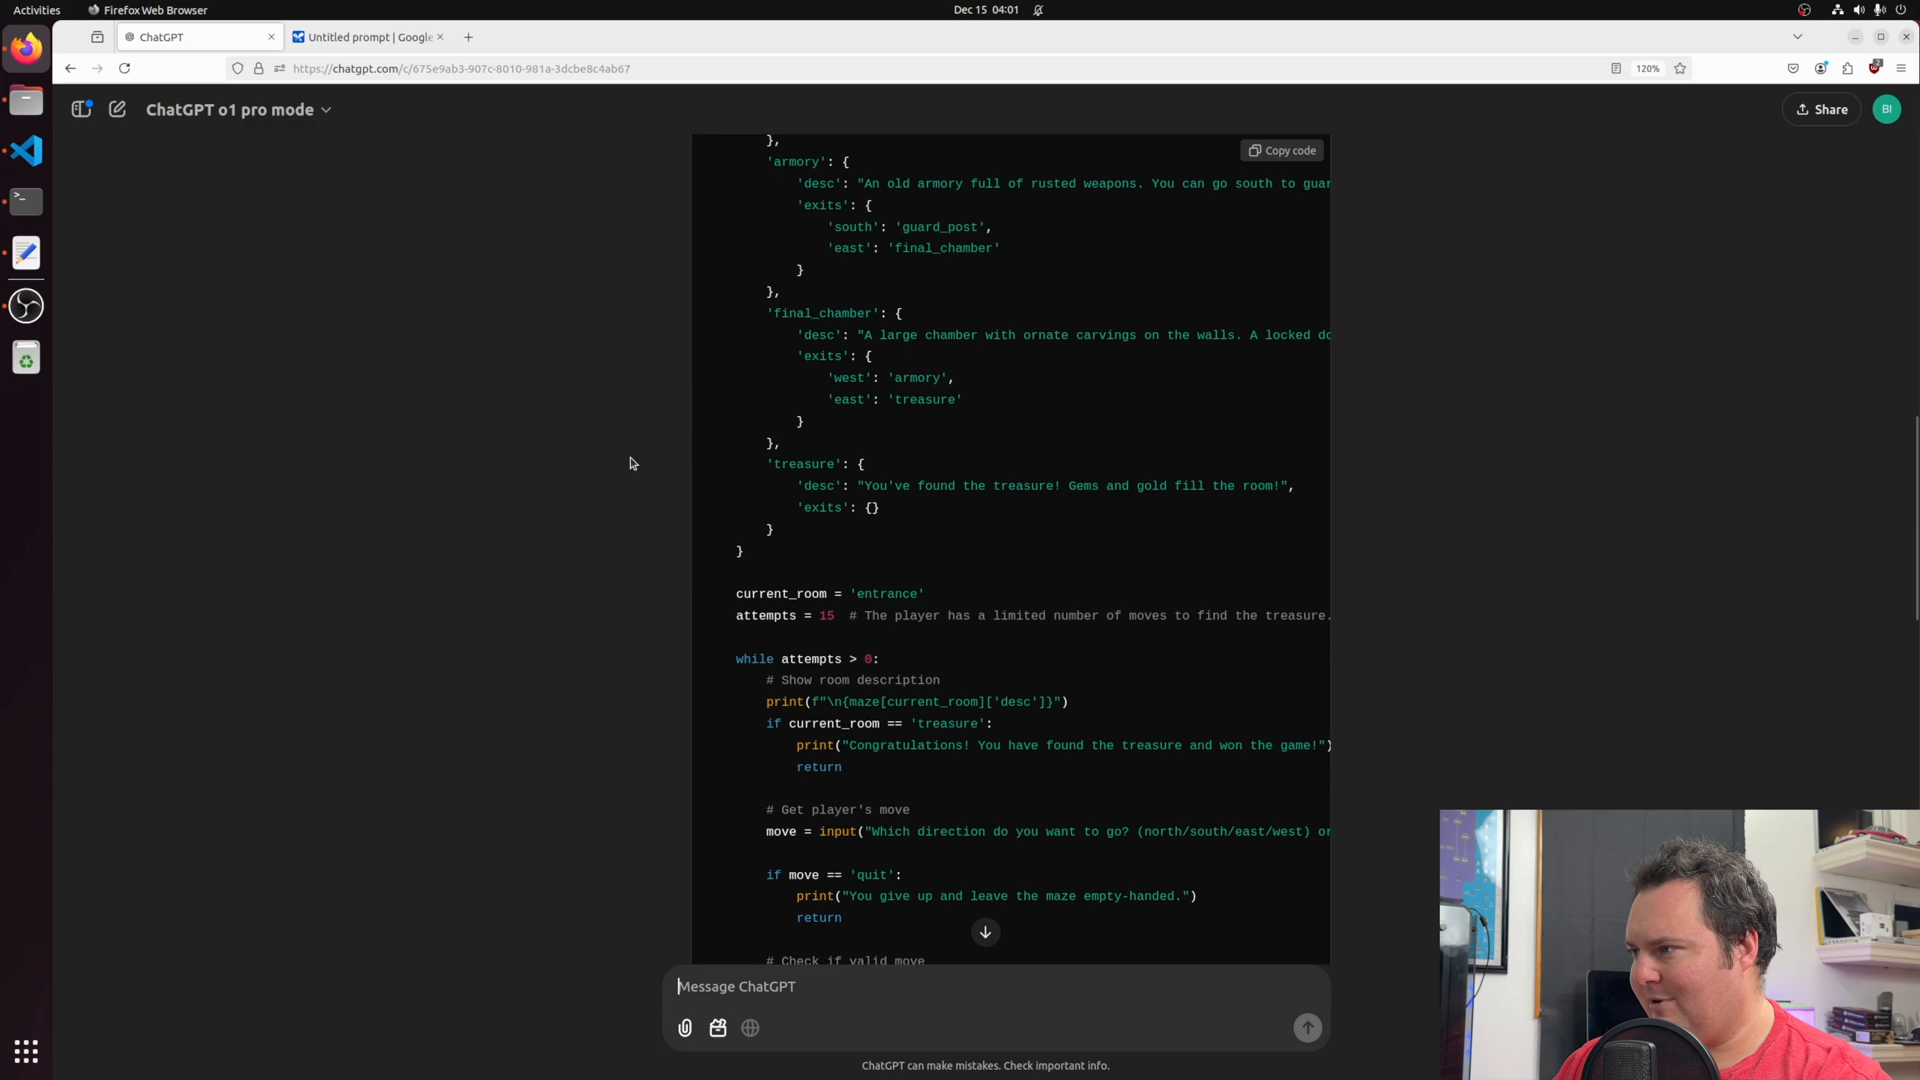 Activities
Firefox Web Browser
Dec 15 04:01
ChatGPT
Untitled prompt | Google
https://chatgpt.com/c/675e9ab3-907c-8010-981a-3dcbe8c4ab67
120%
2
ChatGPT o1 pro mode
Share
BI
Copy code
},
'armory': {
'desc': "An old armory full of rusted weapons. You can go south to guar
'exits': {
'south': 'guard_post',
'east': 'final_chamber'
}
},
'final_chamber': {
'desc': "A large chamber with ornate carvings on the walls. A locked do
'exits': {
'west': 'armory',
'east': 'treasure'
}
},
'treasure': {
'desc': "You've found the treasure! Gems and gold fill the room!",
'exits': {}
}
}
current_room = 'entrance'
attempts = 15 # The player has a limited number of moves to find the treasure.
while attempts > 0:
# Show room description
print(f"\n{maze[current_room]['desc']}")
if current_room == 'treasure':
print("Congratulations! You have found the treasure and won the game!")
return
# Get player's move
move = input("Which direction do you want to go? (north/south/east/west) or
if move == 'quit':
print("You give up and leave the maze empty-handed.")
return
# Check if valid move
Message ChatGPT
ChatGPT can make mistakes. Check important info.